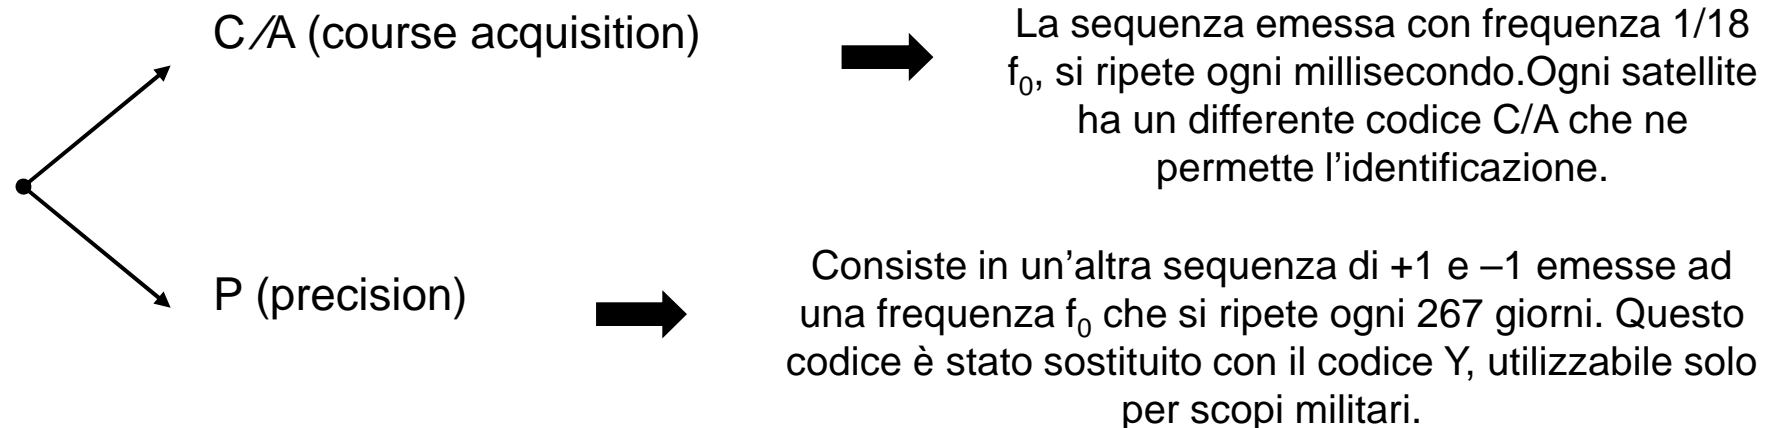 C/A (course acquisition)
La sequenza emessa con frequenza 1/18
f₀, si ripete ogni millisecondo.Ogni satellite
ha un differente codice C/A che ne
permette l’identificazione.
P (precision)
Consiste in un’altra sequenza di +1 e –1 emesse ad
una frequenza f₀ che si ripete ogni 267 giorni. Questo
codice è stato sostituito con il codice Y, utilizzabile solo
per scopi militari.